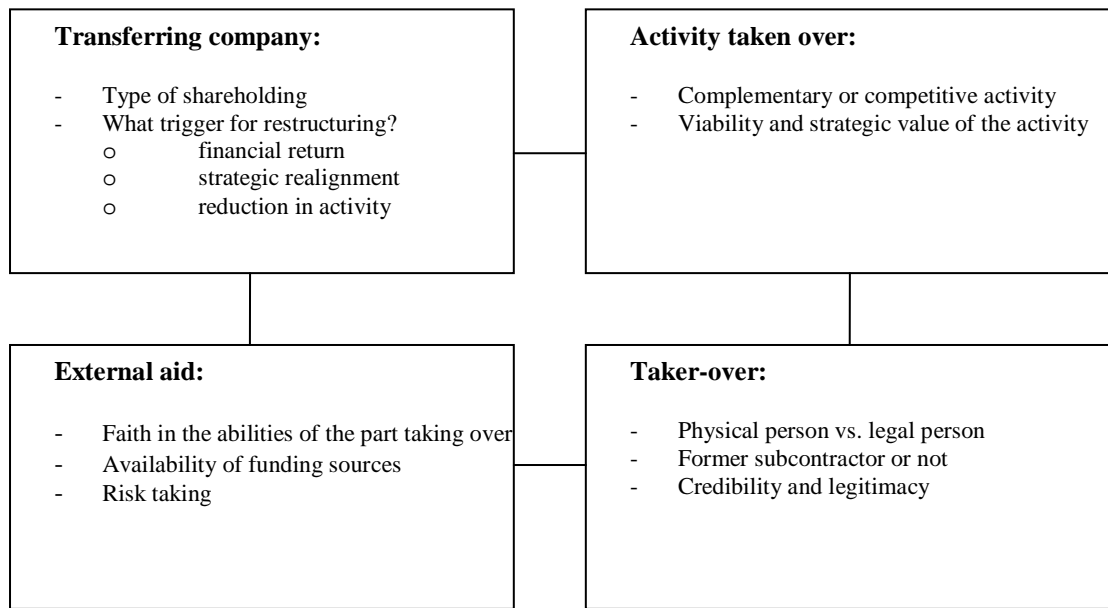 Transferring company:
- Type of shareholding
- What trigger for restructuring?
o financial return
o strategic realignment
o reduction in activity
Activity taken over:
- Complementary or competitive activity
- Viability and strategic value of the activity
External aid:
- Faith in the abilities of the part taking over
- Availability of funding sources
- Risk taking
Taker-over:
- Physical person vs. legal person
- Former subcontractor or not
- Credibility and legitimacy